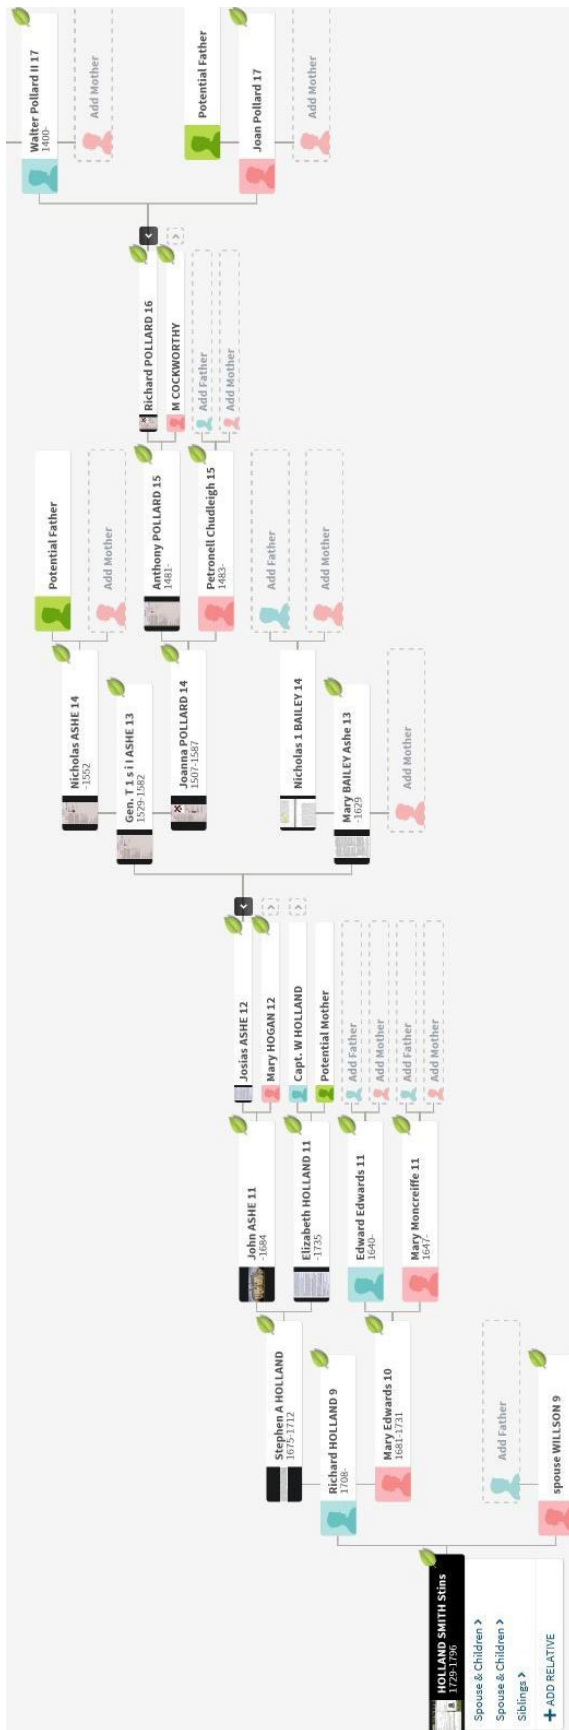 Walter Pollard II 17
1400-
Add Mother
Potential Father
Joan Pollard 17
Add Mother
Richard POLLARD 16
M COCKWORTHY
Add Father
Add Mother
Potential Father
Add Mother
Anthony POLLARD 15
1481-
Petronell Chudleigh 15
1483-
Add Father
Add Mother
Nicholas ASHE 14
-1552
Gen. T 1 s i l ASHE 13
1529-1582
Joanna POLLARD 14
1507-1587
Nicholas 1 BAILEY 14
Mary BAILEY Ashe 13
-1629
Add Mother
Josias ASHE 12
Mary HOGAN 12
Capt. W HOLLAND
Potential Mother
Add Father
Add Mother
Add Father
Add Mother
John ASHE 11
-1684
Elizabeth HOLLAND 11
-1735
Edward Edwards 11
1640-
Mary Moncreiffe 11
1647-
Stephen A HOLLAND
1675-1712
Richard HOLLAND 9
1708-
Mary Edwards 10
1681-1731
Add Father
spouse WILLSON 9
HOLLAND SMITH Stins
1729-1796
Spouse & Children >
Spouse & Children >
Siblings >
+ ADD RELATIVE